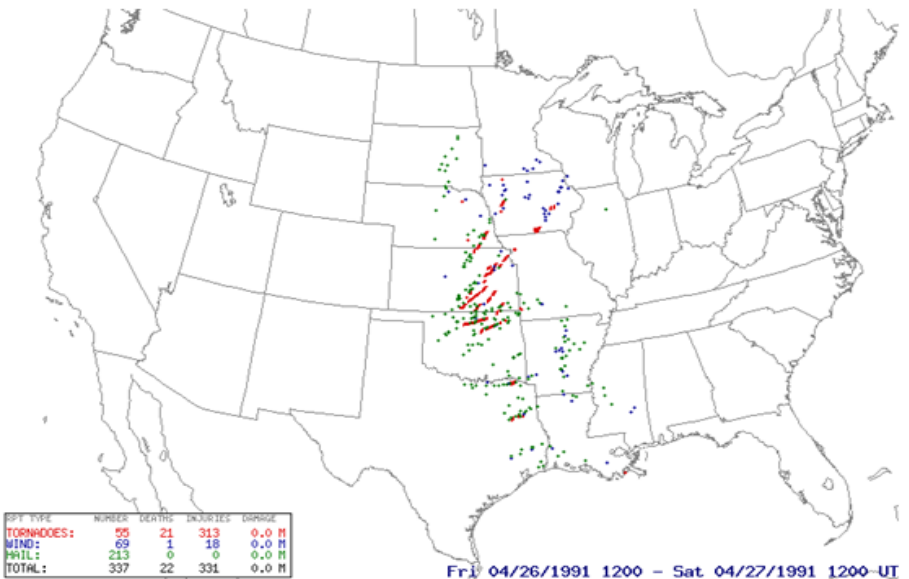 RPT TYPE NUMBER DEATHS INJURIES DAMAGE
TORNADOES: 55 21 313 0.0 M
WIND: 69 1 18 0.0 M
HAIL: 213 0 0 0.0 M
TOTAL: 337 22 331 0.0 M
Fri 04/26/1991 1200 - Sat 04/27/1991 1200 UT